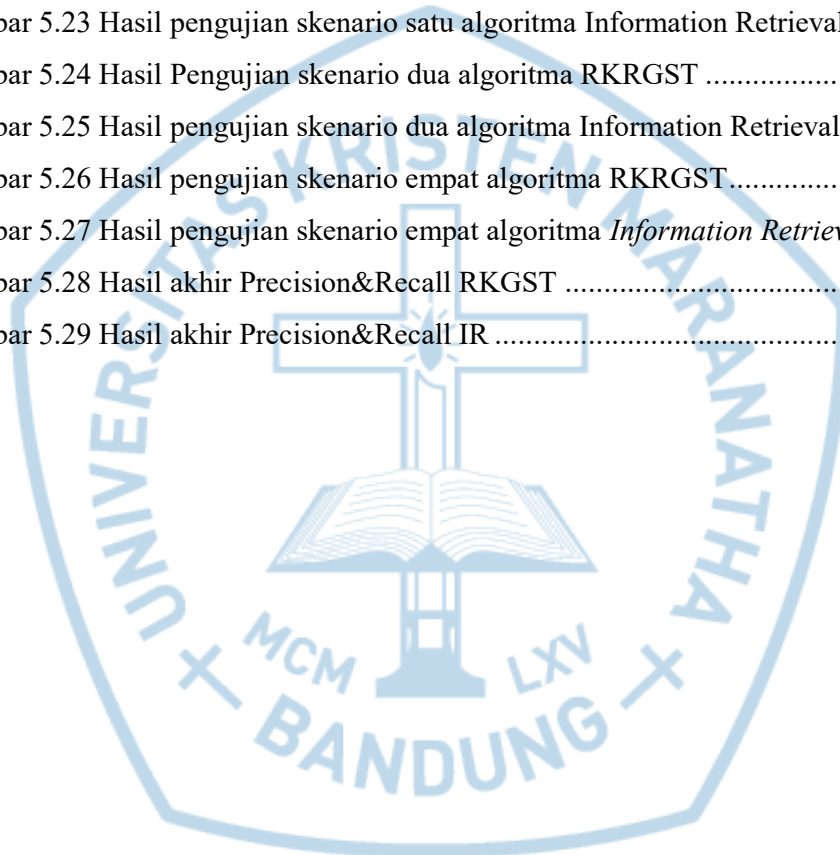 bar 5.23 Hasil pengujian skenario satu algoritma Information Retrieval
bar 5.24 Hasil Pengujian skenario dua algoritma RKRGST .................
bar 5.25 Hasil pengujian skenario dua algoritma Information Retrieval
bar 5.26 Hasil pengujian skenario empat algoritma RKRGST..............
bar 5.27 Hasil pengujian skenario empat algoritma Information Retriev
bar 5.28 Hasil akhir Precision&Recall RKGST ...................................
bar 5.29 Hasil akhir Precision&Recall IR ............................................
UNIVERSITAS KRISTEN MARANATHA
MCM LXV
BANDUNG